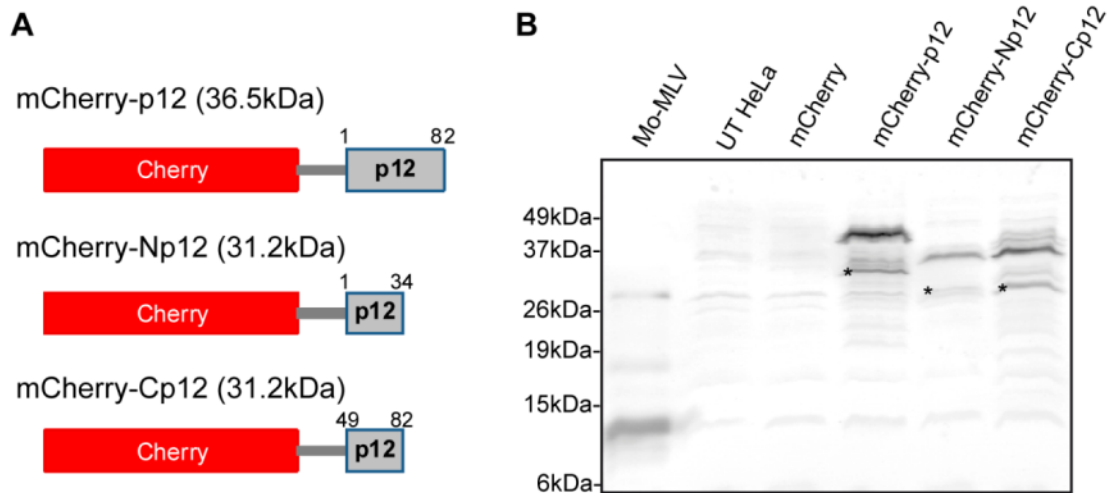 A
mCherry-p12 (36.5kDa)
1 82
Cherry p12
mCherry-Np12 (31.2kDa)
1 34
Cherry p12
mCherry-Cp12 (31.2kDa)
49 82
Cherry p12
B
Mo-MLV
UT HeLa
mCherry
mCherry-p12
mCherry-Np12
mCherry-Cp12
49kDa-
37kDa-
26kDa-
19kDa-
15kDa-
6kDa-
*
*
*